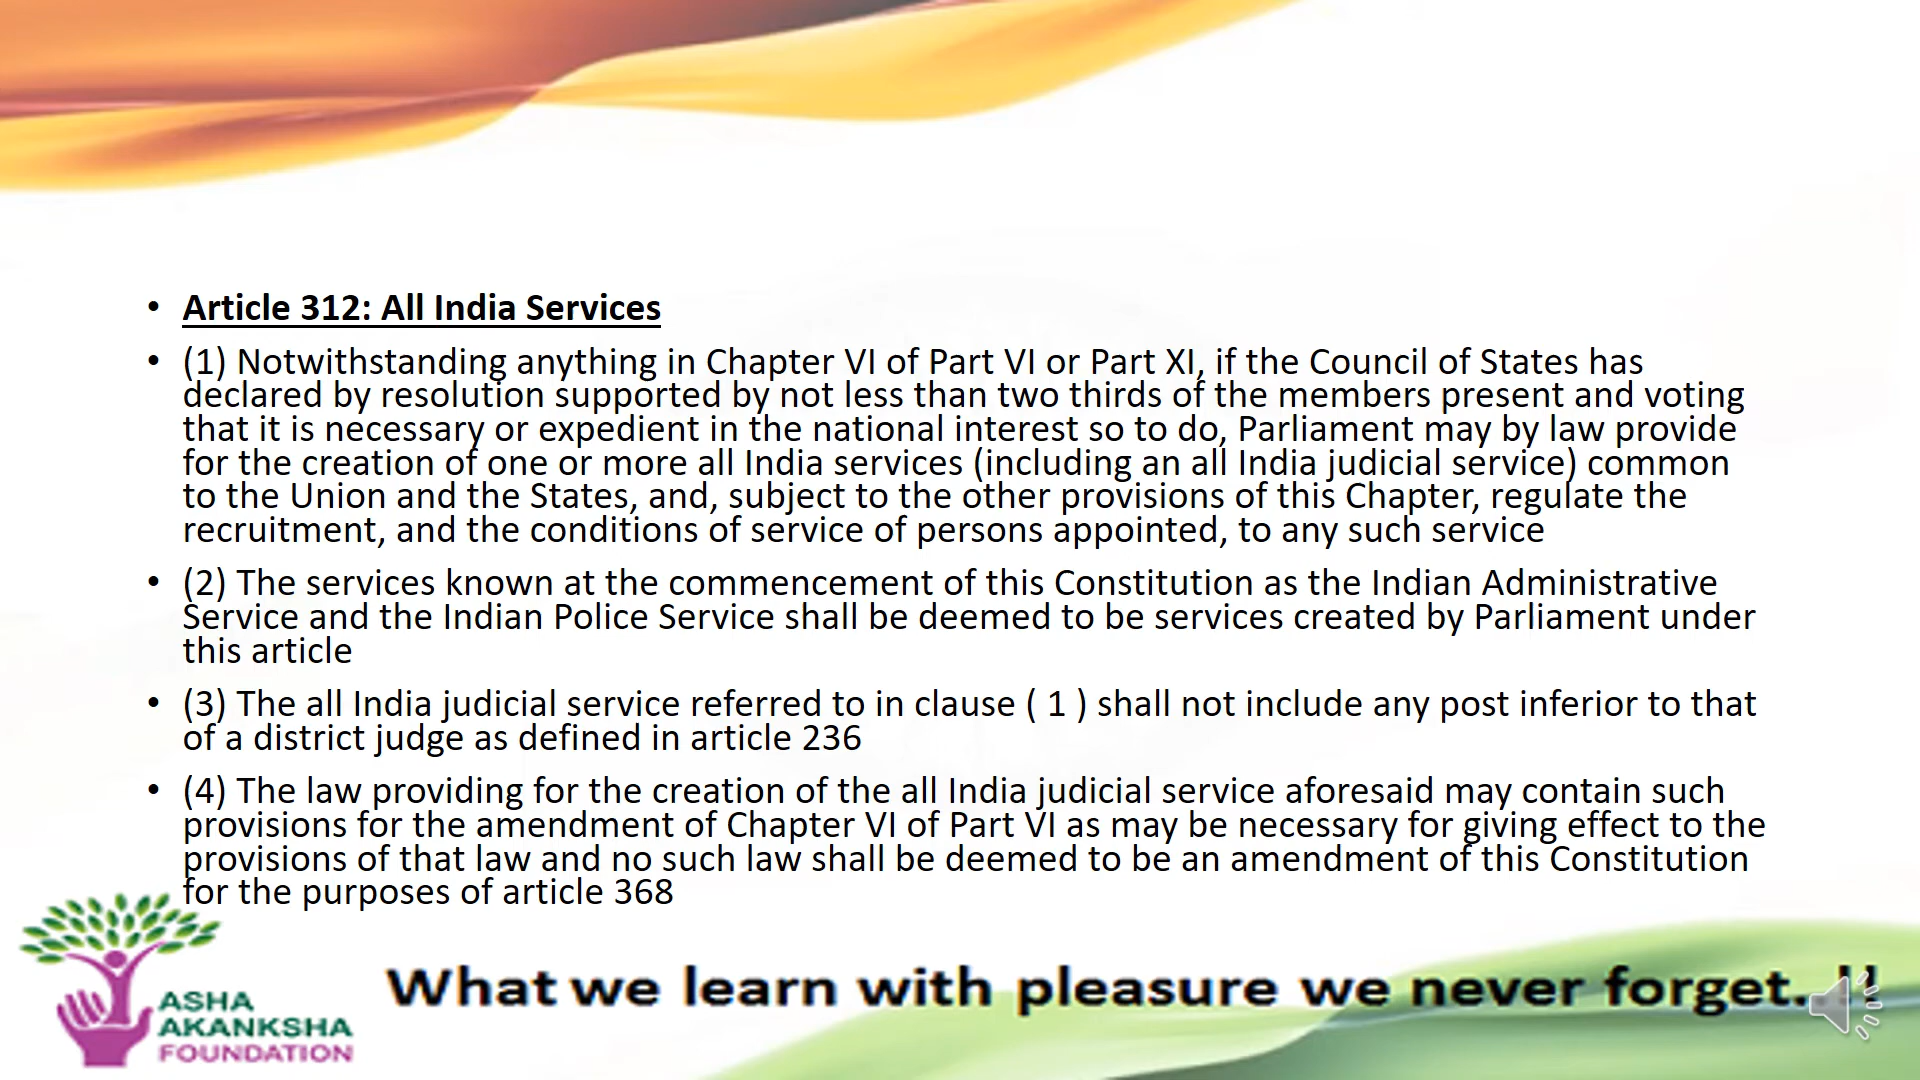 • Article 312: All India Services
• (1) Notwithstanding anything in Chapter VI of Part VI or Part XI, if the Council of States has
declared by resolution supported by not less than two thirds of the members present and voting
that it is necessary or expedient in the national interest so to do, Parliament may by law provide
for the creation of one or more all India services (including an all India judicial service) common
to the Union and the States, and, subject to the other provisions of this Chapter, regulate the
recruitment, and the conditions of service of persons appointed, to any such service
• (2) The services known at the commencement of this Constitution as the Indian Administrative
Service and the Indian Police Service shall be deemed to be services created by Parliament under
this article
• (3) The all India judicial service referred to in clause ( 1 ) shall not include any post inferior to that
of a district judge as defined in article 236
• (4) The law providing for the creation of the all India judicial service aforesaid may contain such
provisions for the amendment of Chapter VI of Part VI as may be necessary for giving effect to the
provisions of that law and no such law shall be deemed to be an amendment of this Constitution
for the purposes of article 368
What we learn with pleasure we never forget..!!
ASHA
AKANKSHA
FOUNDATION